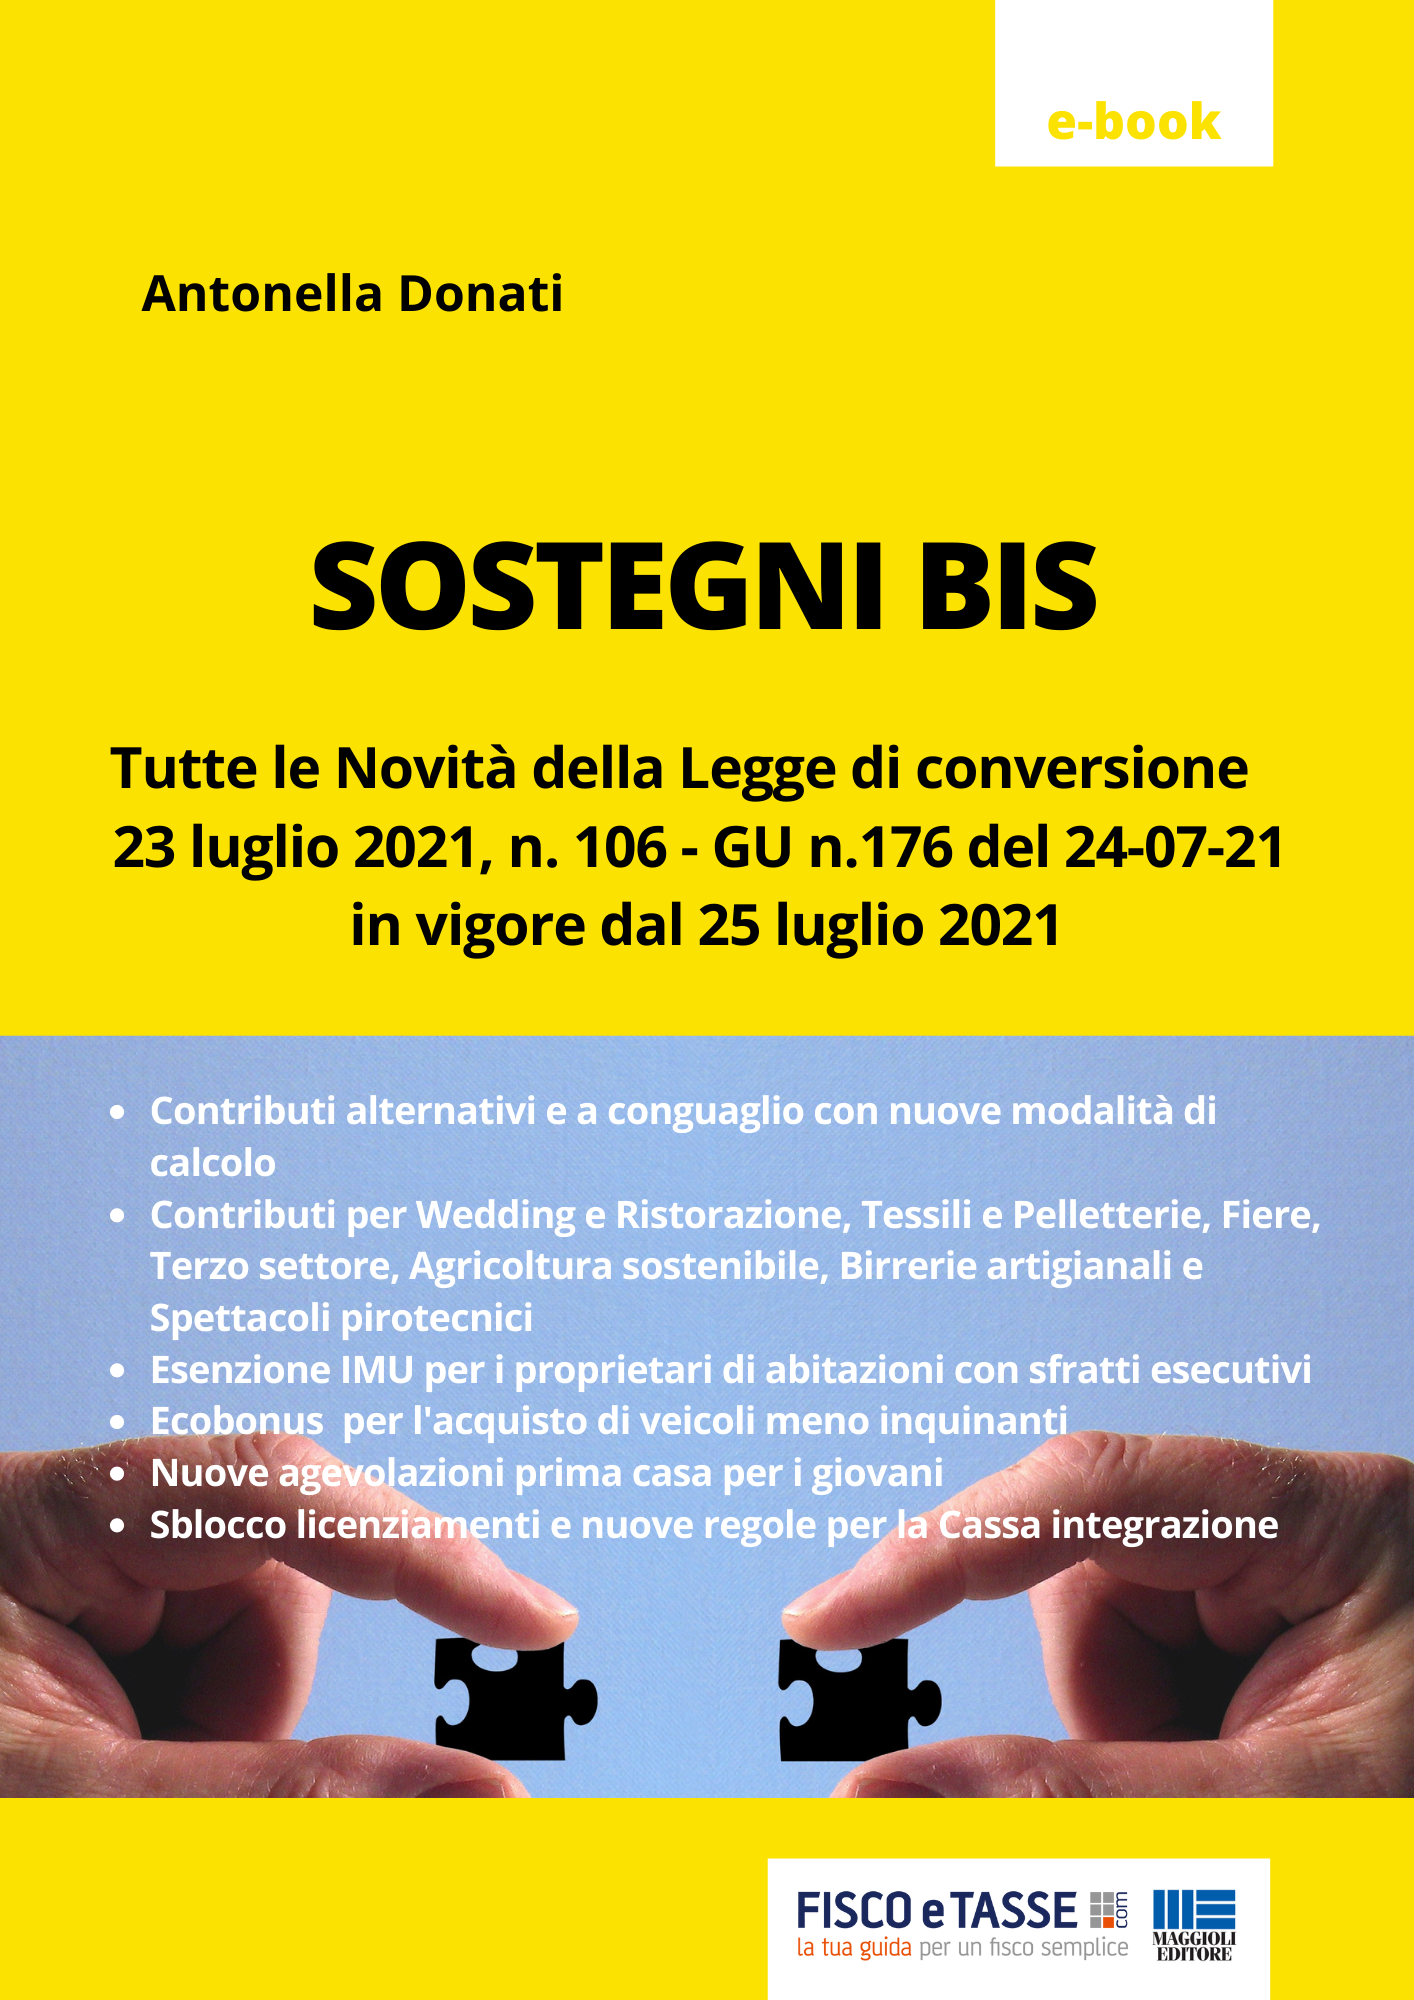 e-book
Antonella Donati
SOSTEGNI BIS
Tutte le Novità della Legge di conversione
23 luglio 2021, n. 106 - GU n.176 del 24-07-21
in vigore dal 25 luglio 2021
• Contributi alternativi e a conguaglio con nuove modalità di
calcolo
• Contributi per Wedding e Ristorazione, Tessili e Pelletterie, Fiere,
Terzo settore, Agricoltura sostenibile, Birrerie artigianali e
Spettacoli pirotecnici
• Esenzione IMU per i proprietari di abitazioni con sfratti esecutivi
• Ecobonus  per l'acquisto di veicoli meno inquinanti
• Nuove agevolazioni prima casa per i giovani
• Sblocco licenziamenti e nuove regole per la Cassa integrazione
FISCO e TASSE .com
la tua guida per un fisco semplice
MAGGIOLI
EDITORE